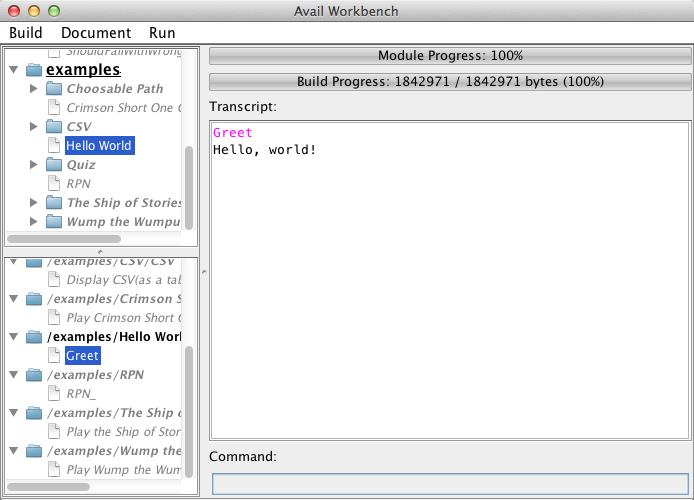 Avail Workbench
Build Document Run
ShouldFailWithWrong
examples
Choosable Path
Crimson Short One
CSV
Hello World
Quiz
RPN
The Ship of Stories
Wump the Wumpu
/examples/CSV/CSV
Display CSV(as a tab
/examples/Crimson S
Play Crimson Short
/examples/Hello Worl
Greet
/examples/RPN
RPN_
/examples/The Ship
Play the Ship of Stor
/examples/Wump the
Play Wump the Wum
Module Progress: 100%
Build Progress: 1842971 / 1842971 bytes (100%)
Transcript:
Greet
Hello, world!
Command: